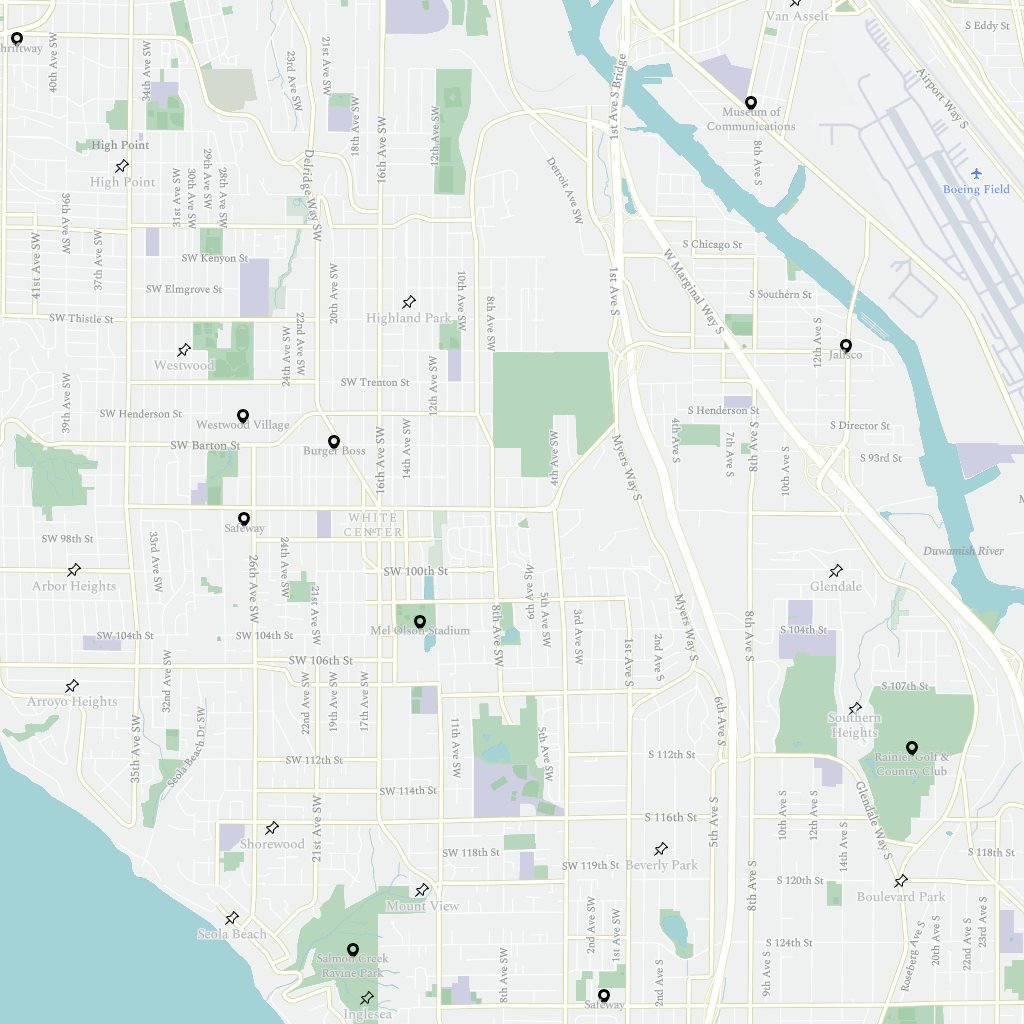 Van Asselt
S Eddy St
Thriftway
40th Ave SW
34th Ave SW
23rd Ave SW
21st Ave SW
18th Ave SW
16th Ave SW
12th Ave SW
1st Ave S Bridge
Airport Way S
Museum of
Communications
8th Ave S
High Point
High Point
Delridge Way SW
Detroit Ave SW
Boeing Field
36th Ave SW
31st Ave SW
30th Ave SW
29th Ave SW
28th Ave SW
41st Ave SW
37th Ave SW
S Chicago St
SW Kenyon St
W Marginal Way S
SW Elmgrove St
20th Ave SW
10th Ave SW
8th Ave SW
1st Ave S
S Southern St
Highland Park
SW Thistle St
22nd Ave SW
24th Ave SW
12th Ave S
Jalisco
Westwood
39th Ave SW
SW Trenton St
12th Ave SW
SW Henderson St
Westwood Village
S Henderson St
S Director St
SW Barton St
Burger Boss
16th Ave SW
14th Ave SW
4th Ave SW
Myers Way S
4th Ave S
7th Ave S
8th Ave S
10th Ave S
S 93rd St
WHITE
CENTER
Safeway
SW 98th St
33rd Ave SW
Duwamish River
Arbor Heights
26th Ave SW
24th Ave SW
21st Ave SW
SW 100th St
6th Ave SW
5th Ave SW
3rd Ave SW
8th Ave SW
Glendale
Mel Olson Stadium
Myers Way S
1st Ave S
2nd Ave S
8th Ave S
SW 104th St
SW 104th St
S 104th St
SW 106th St
32nd Ave SW
22nd Ave SW
19th Ave SW
17th Ave SW
S 107th St
Arroyo Heights
Seola Beach Dr SW
35th Ave SW
11th Ave SW
5th Ave SW
6th Ave S
Southern
Heights
Rainier Golf &
Country Club
SW 112th St
S 112th St
SW 114th St
Glendale Way S
S 116th St
21st Ave SW
5th Ave S
10th Ave S
12th Ave S
14th Ave S
Shorewood
SW 118th St
SW 119th St
Beverly Park
S 118th St
8th Ave S
S 120th St
Boulevard Park
Mount View
Seola Beach
2nd Ave SW
1st Ave SW
S 124th St
Roseberg Ave S
20th Ave S
22nd Ave S
23rd Ave S
Salmon Creek
Ravine Park
8th Ave SW
2nd Ave S
9th Ave S
Safeway
Inglesea